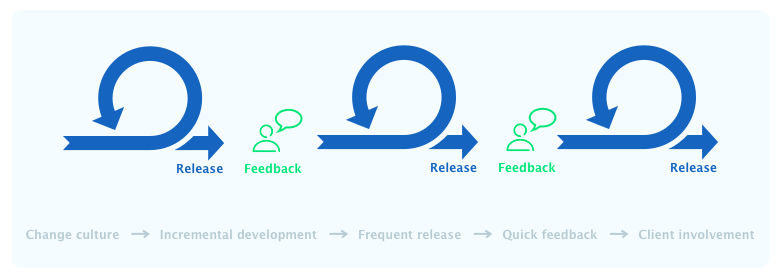 Release Feedback Release Feedback Release
Change culture → Incremental development → Frequent release → Quick feedback → Client involvement